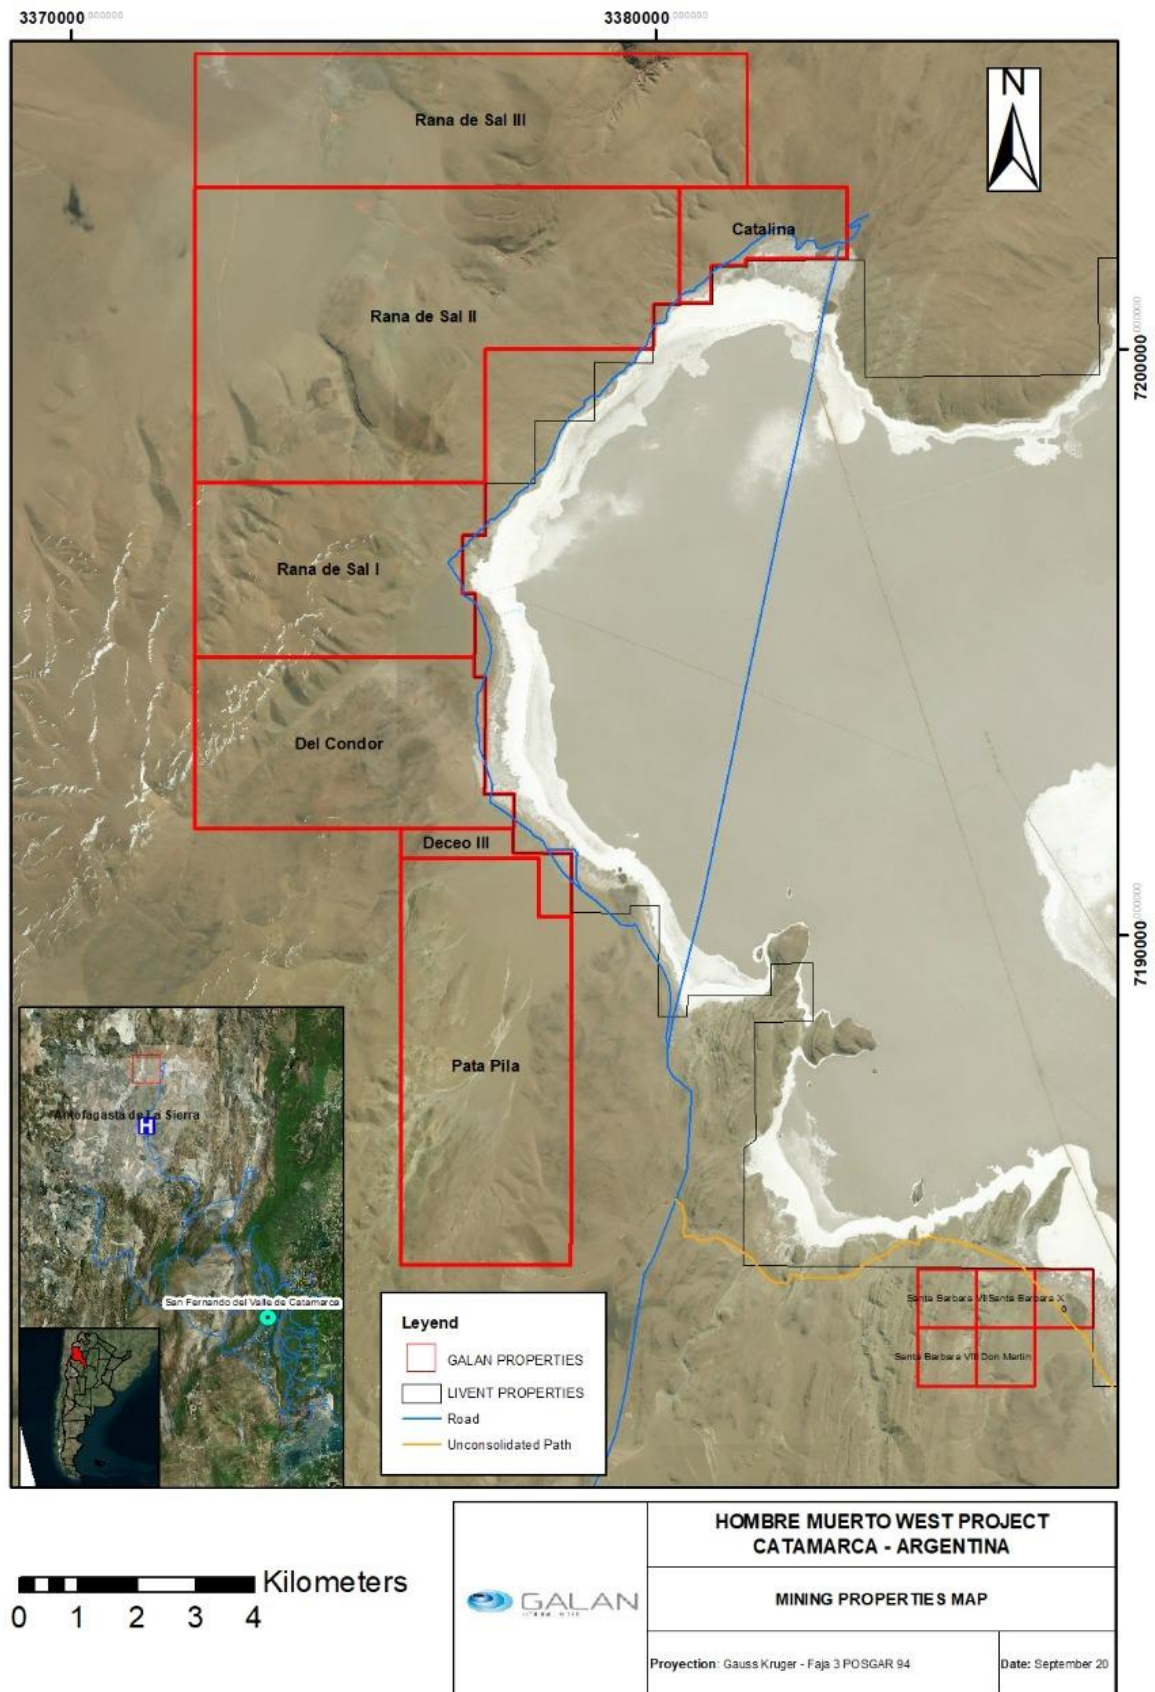 3370000.000000
3380000.000000
N
Rana de Sal III
Catalina
Rana de Sal II
7200000.000000
Rana de Sal I
Del Condor
Deceo III
7190000.000000
Pata Pila
Antofagasta de La Sierra
H
San Fernando del Valle de Catamarca
Santa Barbara VII Santa Barbara X
Santa Barbara VIII Don Martin
Leyend
GALAN PROPERTIES
LIVENT PROPERTIES
Road
Unconsolidated Path
Kilometers
0 1 2 3 4
GALAN
HOMBRE MUERTO WEST PROJECT
CATAMARCA - ARGENTINA
MINING PROPERTIES MAP
Proyection: Gauss Kruger - Faja 3 POSGAR 94
Date: September 20